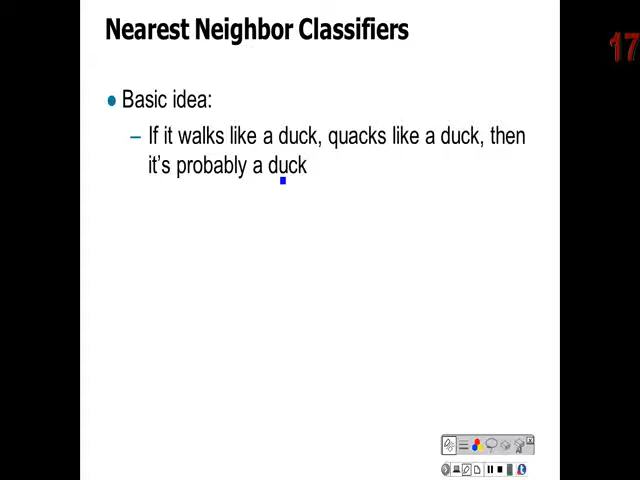 Nearest Neighbor Classifiers
17
● Basic idea:
– If it walks like a duck, quacks like a duck, then
it's probably a duck